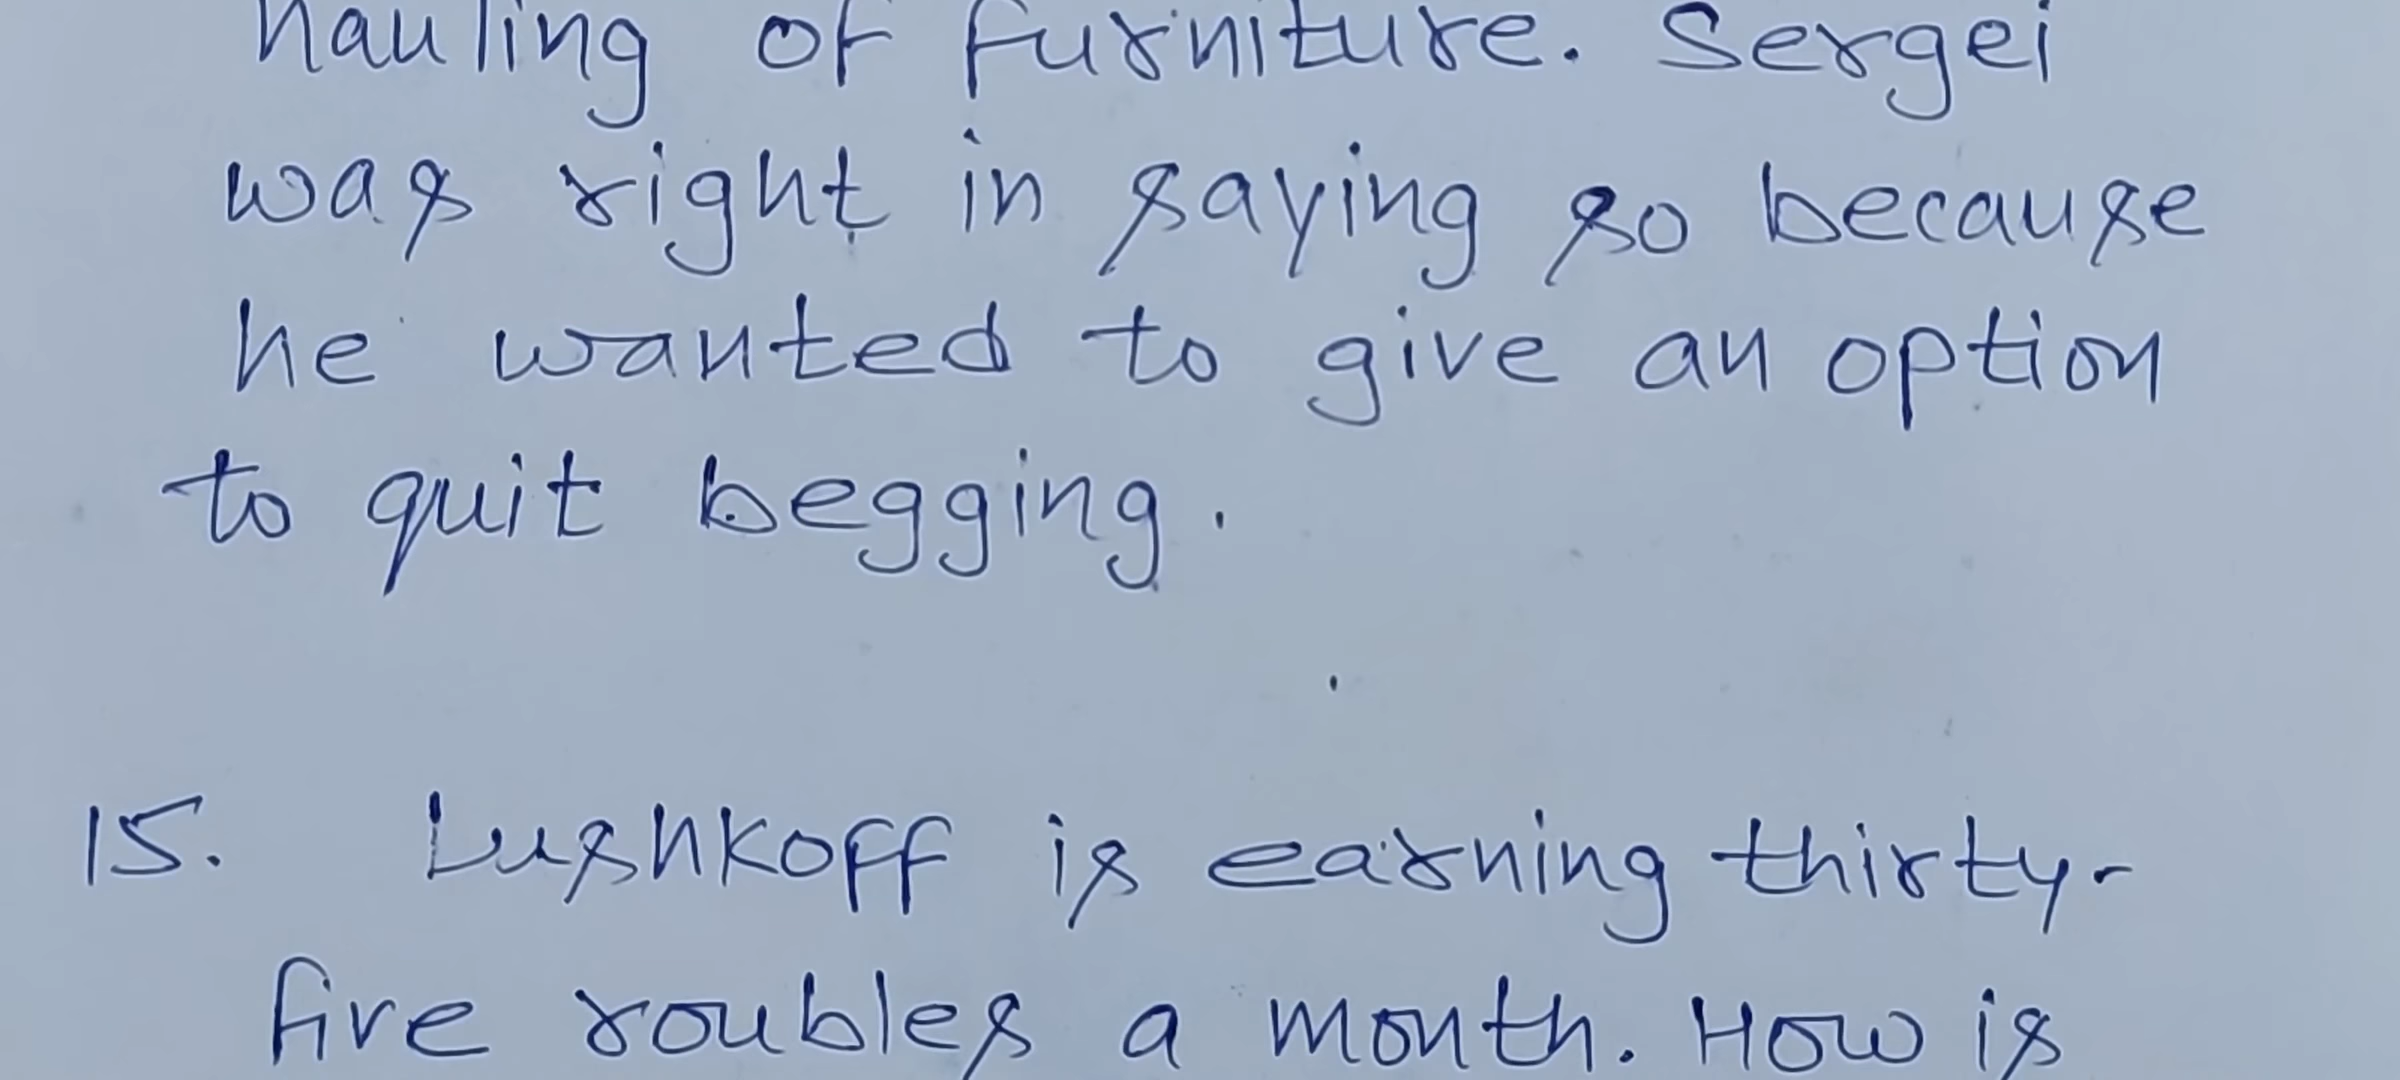 hauling of furniture. Sergei
was right in saying so because
he wanted to give an option
to quit begging.
15. Lushkoff is earning thirty-
five roubles a month. How is